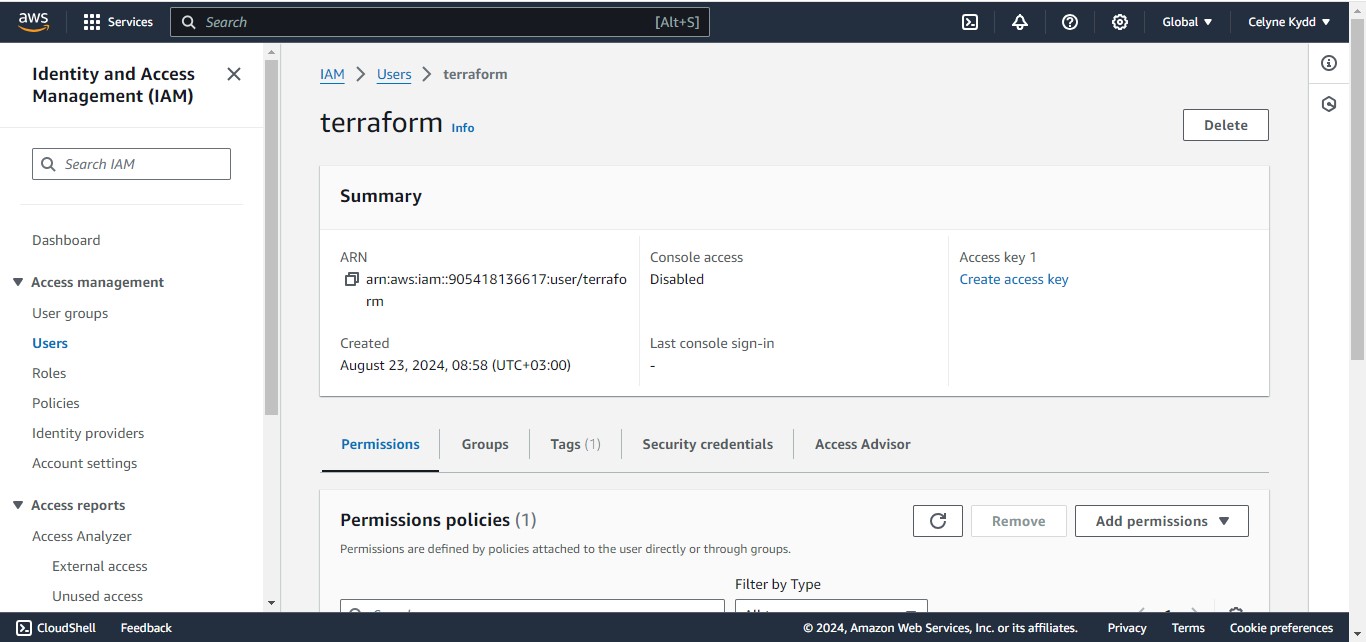 aws
Services
Search
[Alt+S]
Global
Celyne Kydd
Identity and Access
Management (IAM)
Search IAM
Dashboard
Access management
User groups
Users
Roles
Policies
Identity providers
Account settings
Access reports
Access Analyzer
External access
Unused access
IAM
Users
terraform
terraform
Info
Delete
Summary
ARN
arn:aws:iam::905418136617:user/terrafo
rm
Created
August 23, 2024, 08:58 (UTC+03:00)
Console access
Disabled
Last console sign-in
-
Access key 1
Create access key
Permissions
Groups
Tags (1)
Security credentials
Access Advisor
Permissions policies (1)
Remove
Add permissions
Permissions are defined by policies attached to the user directly or through groups.
Filter by Type
CloudShell
Feedback
© 2024, Amazon Web Services, Inc. or its affiliates.
Privacy
Terms
Cookie preferences